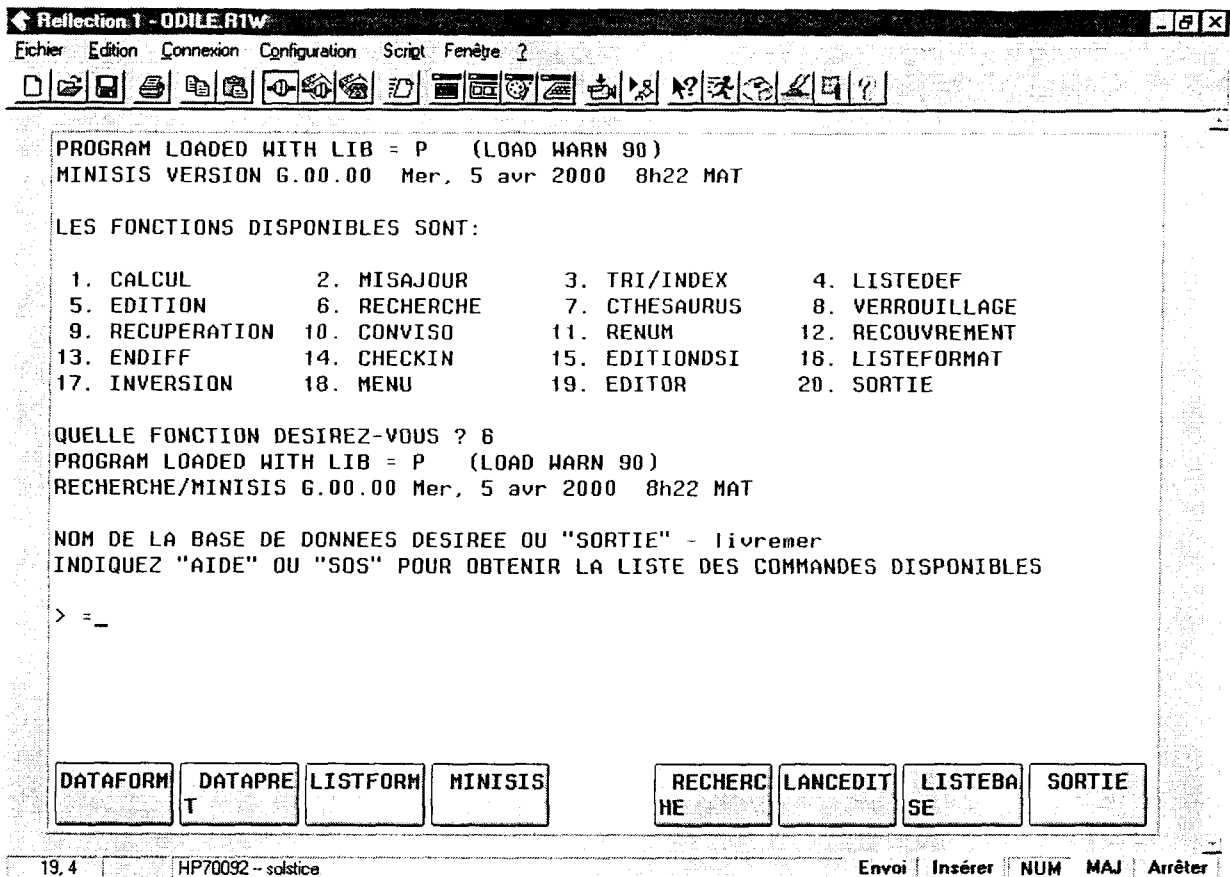 Reflection 1 - ODILE.R1W
Fichier Edition Connexion Configuration Script Fenêtre ?
PROGRAM LOADED WITH LIB = P (LOAD WARN 90)
MINISIS VERSION G.00.00 Mer, 5 avr 2000 8h22 MAT
LES FONCTIONS DISPONIBLES SONT:
1. CALCUL 2. MISAJOUR 3. TRI/INDEX 4. LISTEDEF
5. EDITION 6. RECHERCHE 7. CTHESAURUS 8. VERROUILLAGE
9. RECUPERATION 10. CONVISO 11. RENUM 12. RECOUVREMENT
13. ENDIFF 14. CHECKIN 15. EDITIONDSI 16. LISTEFORMAT
17. INVERSION 18. MENU 19. EDITOR 20. SORTIE
QUELLE FONCTION DESIREZ-VOUS ? 6
PROGRAM LOADED WITH LIB = P (LOAD WARN 90)
RECHERCHE/MINISIS G.00.00 Mer, 5 avr 2000 8h22 MAT
NOM DE LA BASE DE DONNEES DESIREE OU "SORTIE" - livremer
INDIQUEZ "AIDE" OU "SOS" POUR OBTENIR LA LISTE DES COMMANDES DISPONIBLES
> =_
DATAFORM DATAPRE LISTFORM MINISIS RECHERC LANCEDIT LISTEBA SORTIE
T HE SE
19, 4 HP70092 -- solstice Envoi Insérer NUM MAJ Arrêter